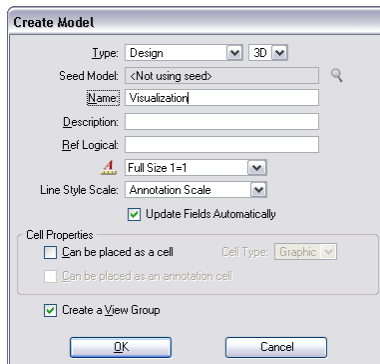 Create Model
Type: Design 3D
Seed Model: <Not using seed>
Name: Visualization
Description:
Ref Logical:
A Full Size 1=1
Line Style Scale: Annotation Scale
Update Fields Automatically
Cell Properties
Can be placed as a cell Cell Type: Graphic
Can be placed as an annotation cell
Create a View Group
OK Cancel